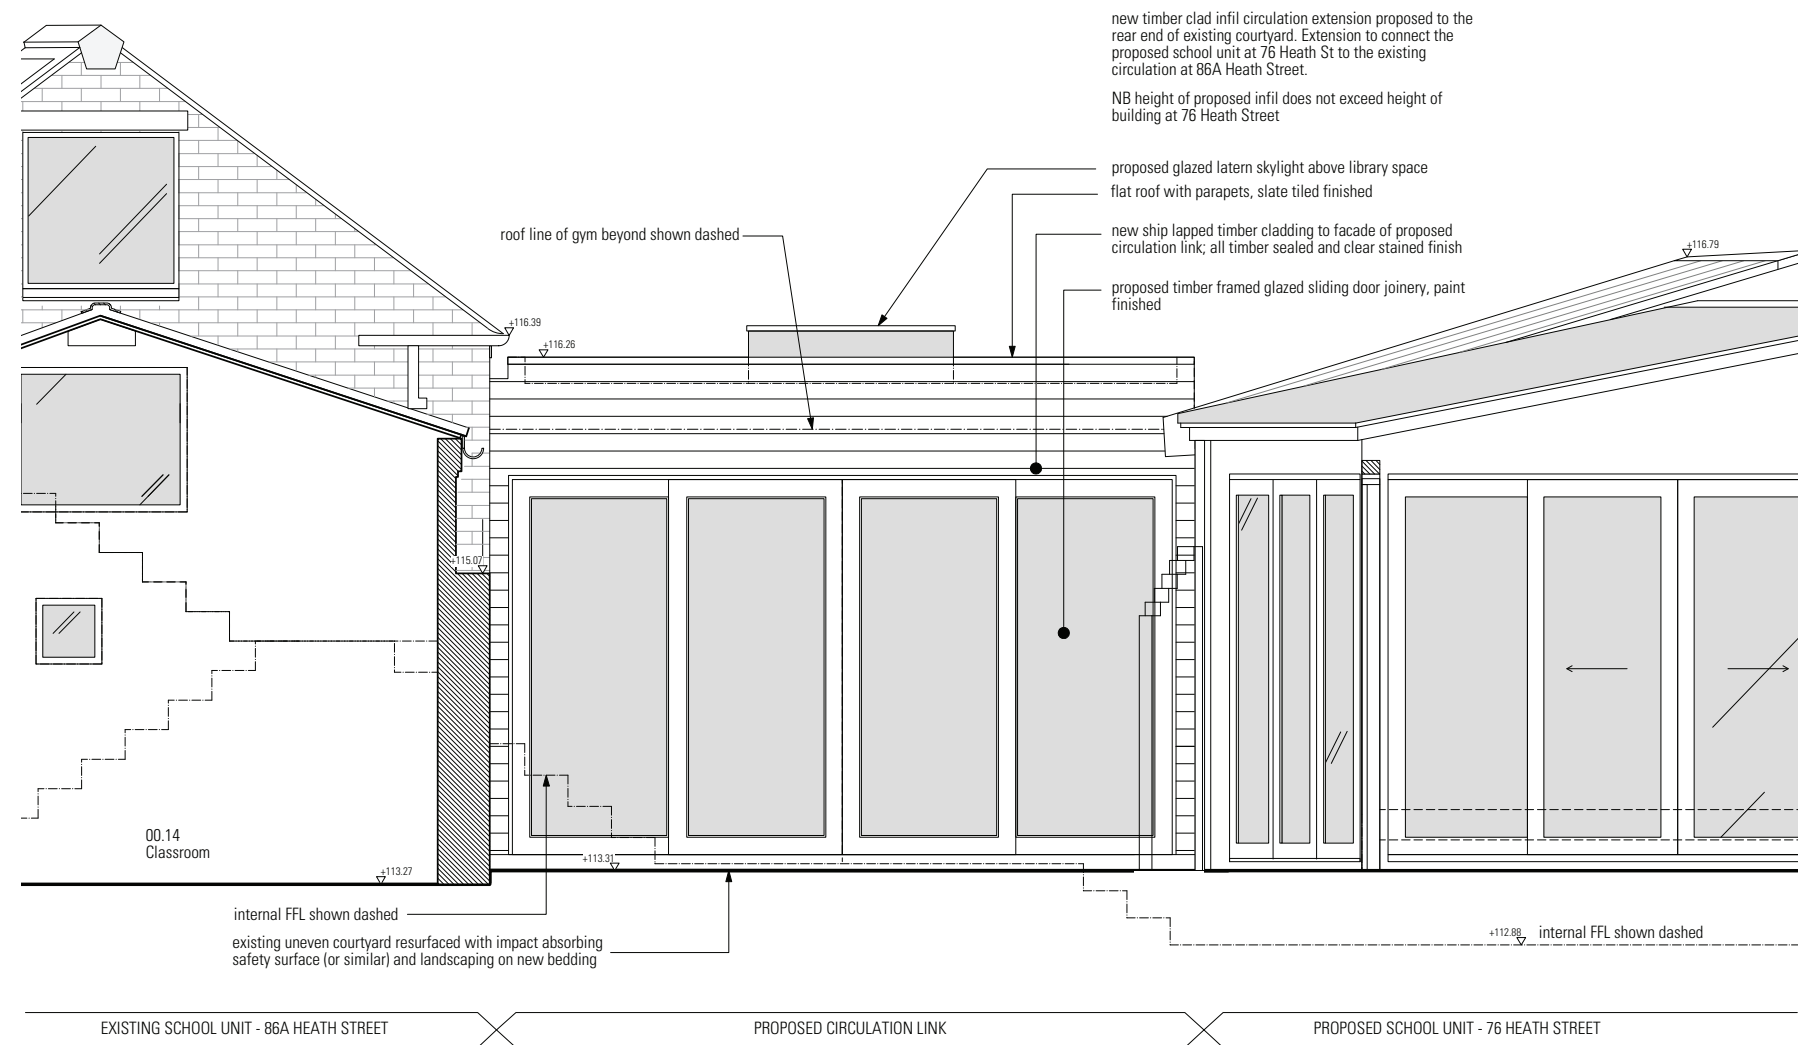 new timber clad infil circulation extension proposed to the
rear end of existing courtyard. Extension to connect the
proposed school unit at 76 Heath St to the existing
circulation at 86A Heath Street.
NB height of proposed infil does not exceed height of
building at 76 Heath Street
proposed glazed latern skylight above library space
flat roof with parapets, slate tiled finished
new ship lapped timber cladding to facade of proposed
circulation link; all timber sealed and clear stained finish
roof line of gym beyond shown dashed
+116.79
proposed timber framed glazed sliding door joinery, paint
finished
+116.39
+116.26
+115.07
00.14
Classroom
+113.31
+113.27
internal FFL shown dashed
existing uneven courtyard resurfaced with impact absorbing
safety surface (or similar) and landscaping on new bedding
+112.88
internal FFL shown dashed
EXISTING SCHOOL UNIT - 86A HEATH STREET
PROPOSED CIRCULATION LINK
PROPOSED SCHOOL UNIT - 76 HEATH STREET